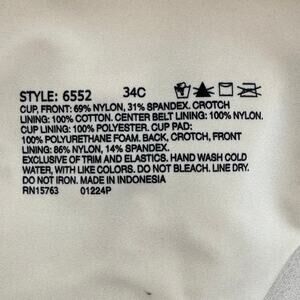 STYLE: 6552 34C
CUP, FRONT: 69% NYLON, 31% SPANDEX. CROTCH
LINING: 100% COTTON. CENTER BELT LINING: 100% NYLON.
CUP LINING: 100% POLYESTER. CUP PAD:
100% POLYURETHANE FOAM. BACK, CROTCH, FRONT
LINING: 86% NYLON, 14% SPANDEX.
EXCLUSIVE OF TRIM AND ELASTICS. HAND WASH COLD
WATER, WITH LIKE COLORS. DO NOT BLEACH. LINE DRY.
DO NOT IRON. MADE IN INDONESIA
RN15763 01224P